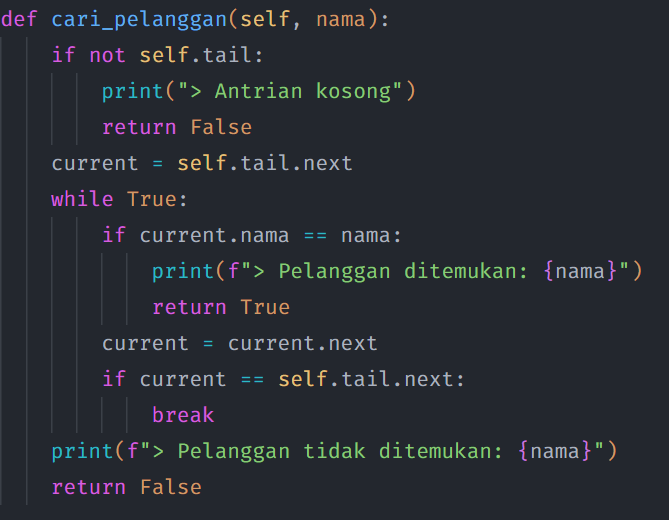 def cari_pelanggan(self, nama):
    if not self.tail:
        print("> Antrian kosong")
        return False
    current = self.tail.next
    while True:
        if current.nama == nama:
            print(f"> Pelanggan ditemukan: {nama}")
            return True
        current = current.next
        if current == self.tail.next:
            break
    print(f"> Pelanggan tidak ditemukan: {nama}")
    return False